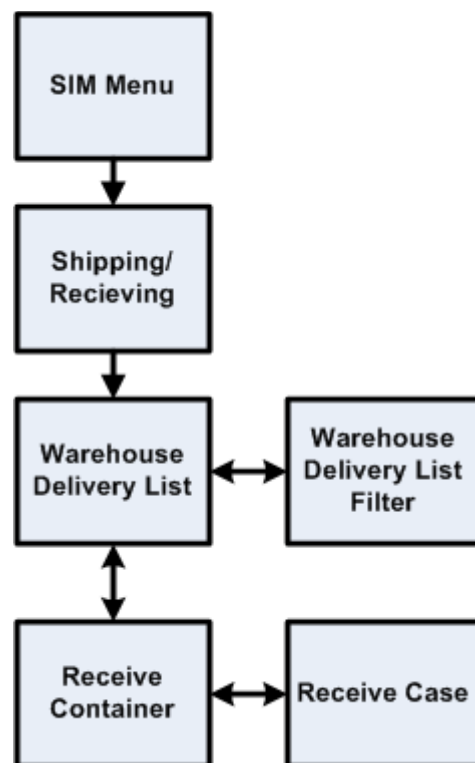 SIM Menu
Shipping/
Recieving
Warehouse
Delivery List
Warehouse
Delivery List
Filter
Receive
Container
Receive Case